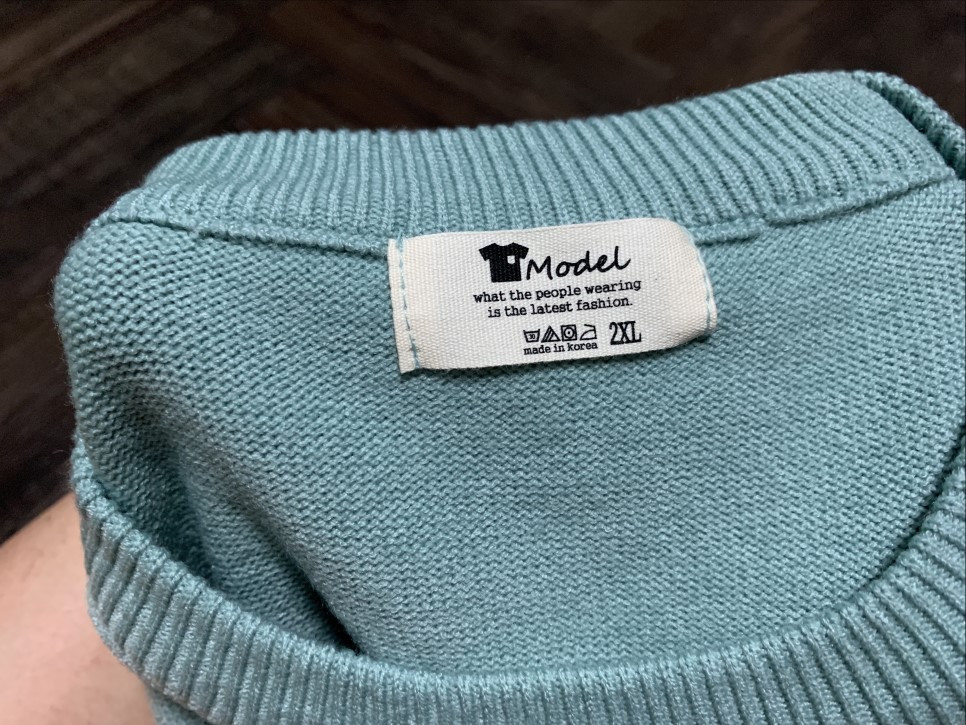 Model
what the people wearing
is the latest fashion.
2XL
made in korea